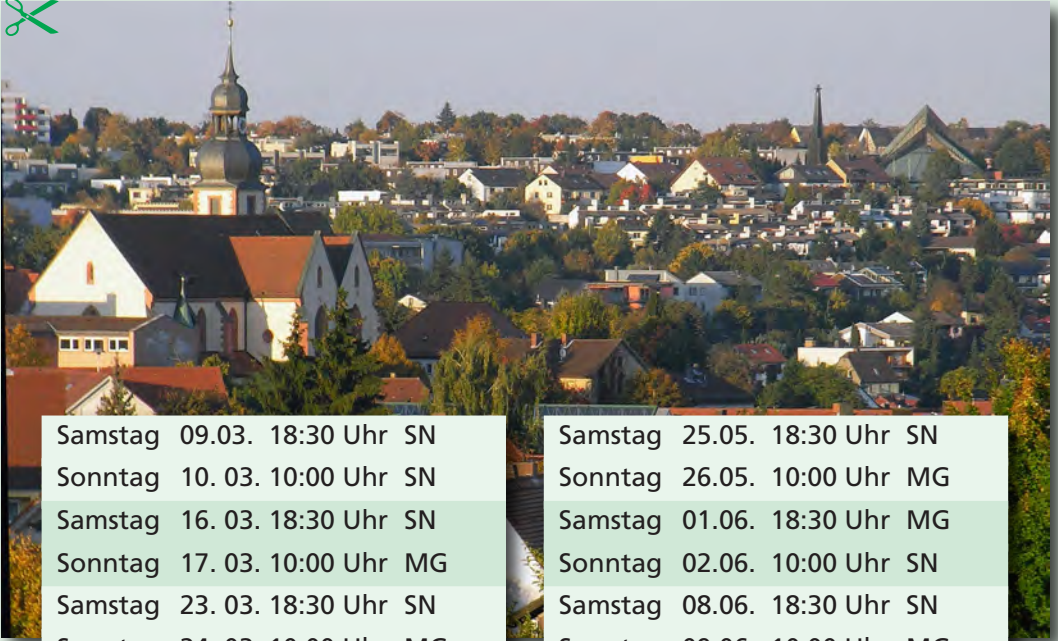 Samstag 09.03. 18:30 Uhr SN
Sonntag 10. 03. 10:00 Uhr SN
Samstag 16. 03. 18:30 Uhr SN
Sonntag 17. 03. 10:00 Uhr MG
Samstag 23. 03. 18:30 Uhr SN
Samstag 25.05. 18:30 Uhr SN
Sonntag 26.05. 10:00 Uhr MG
Samstag 01.06. 18:30 Uhr MG
Sonntag 02.06. 10:00 Uhr SN
Samstag 08.06. 18:30 Uhr SN